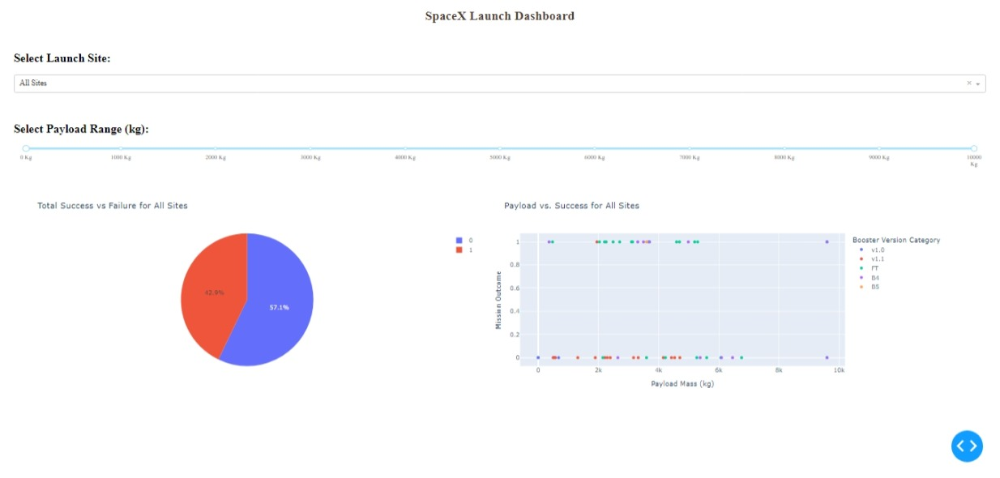 SpaceX Launch Dashboard
Select Launch Site:
All Sites
×
Select Payload Range (kg):
0 Kg 1000 Kg 2000 Kg 3000 Kg 4000 Kg 5000 Kg 6000 Kg 7000 Kg 8000 Kg 9000 Kg 10000
Kg
Total Success vs Failure for All Sites
0
1
42.9%
57.1%
Payload vs. Success for All Sites
1
0.8
0.6
0.4
0.2
0
Mission Outcome
0 2k 4k 6k 8k 10k
Payload Mass (kg)
Booster Version Category
v1.0
v1.1
FT
B4
B5